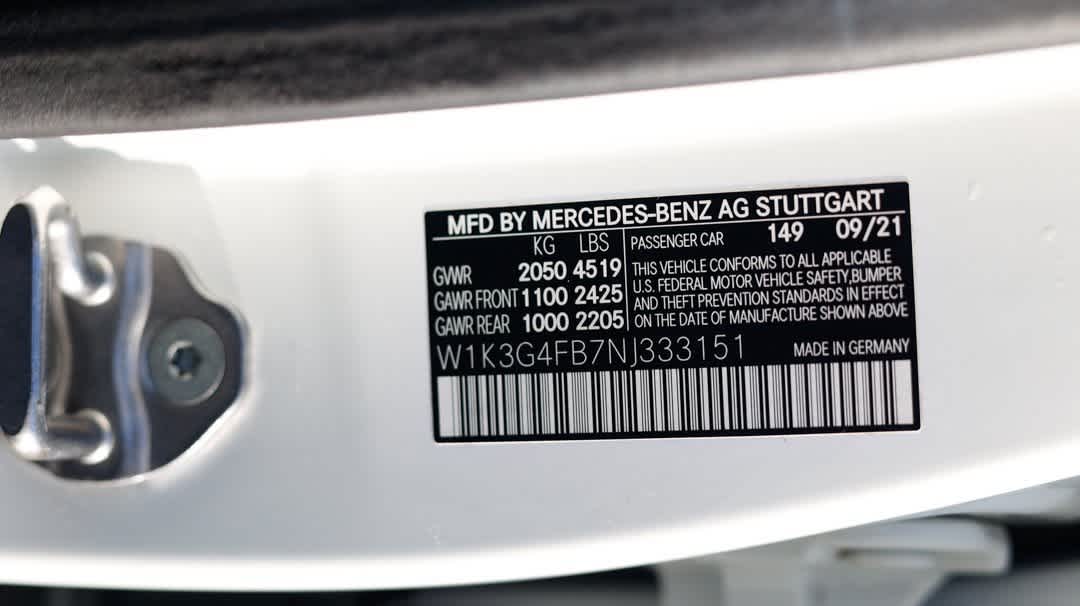 MFD BY MERCEDES-BENZ AG STUTTGART
KG LBS
GWR 2050 4519
GAWR FRONT 1100 2425
GAWR REAR 1000 2205
PASSENGER CAR 149 09/21
THIS VEHICLE CONFORMS TO ALL APPLICABLE
U.S. FEDERAL MOTOR VEHICLE SAFETY,BUMPER
AND THEFT PREVENTION STANDARDS IN EFFECT
ON THE DATE OF MANUFACTURE SHOWN ABOVE
W1K3G4FB7NJ333151 MADE IN GERMANY